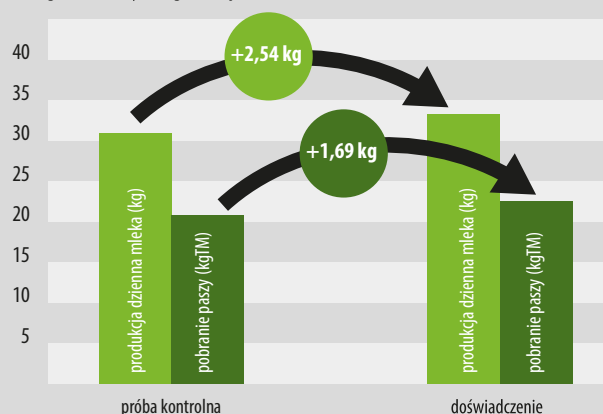 40
35
30
25
20
15
10
5
+2,54 kg
+1,69 kg
produkcja dzienna mleka (kg)
pobranie paszy (kgTM)
produkcja dzienna mleka (kg)
pobranie paszy (kgTM)
próba kontrolna
doświadczenie